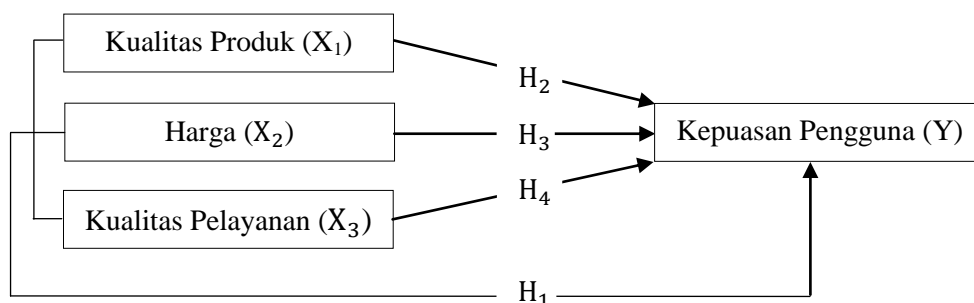 Kualitas Produk (X₁)
H₂
Harga (X₂)
H₃
Kepuasan Pengguna (Y)
H₄
Kualitas Pelayanan (X₃)
H₁